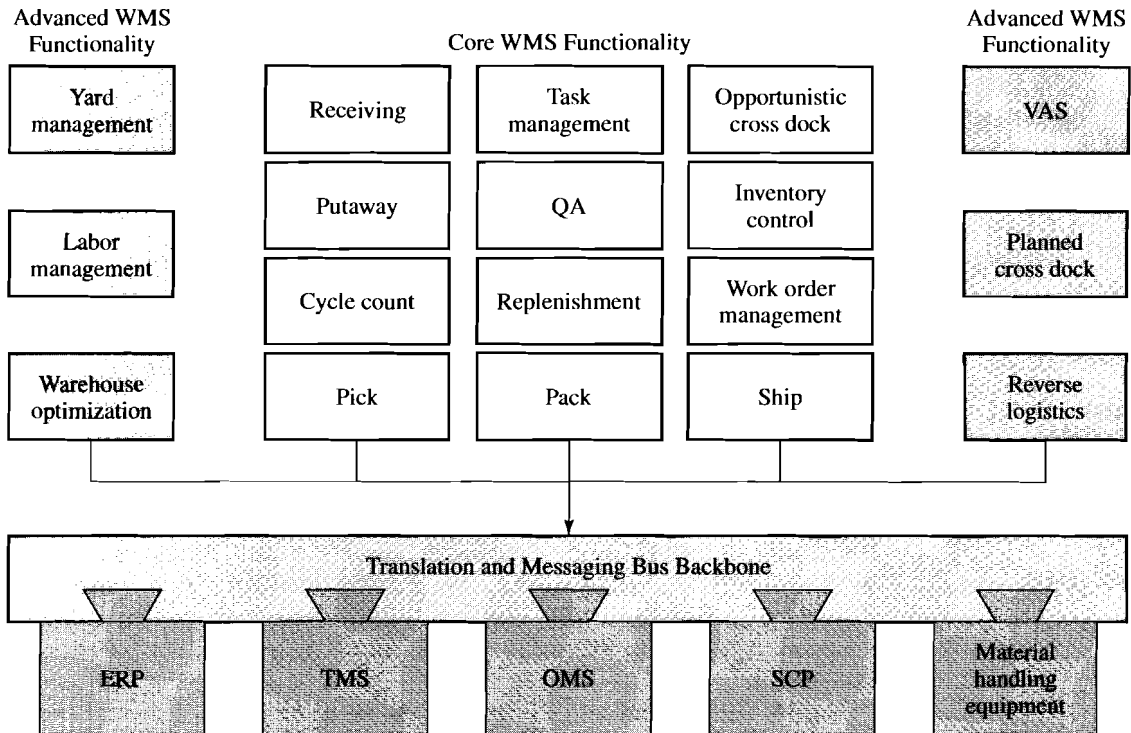 Advanced WMS
Functionality
Core WMS Functionality
Advanced WMS
Functionality
Yard
management
Receiving
Task
management
Opportunistic
cross dock
VAS
Putaway
QA
Inventory
control
Labor
management
Planned
cross dock
Cycle count
Replenishment
Work order
management
Warehouse
optimization
Pick
Pack
Ship
Reverse
logistics
Translation and Messaging Bus Backbone
ERP
TMS
OMS
SCP
Material
handling
equipment